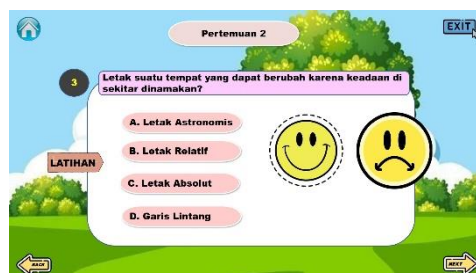 Pertemuan 2
EXIT
3
Letak suatu tempat yang dapat berubah karena keadaan di
sekitar dinamakan?
A. Letak Astronomis
B. Letak Relatif
LATIHAN
C. Letak Absolut
D. Garis Lintang
BACK
NEXT